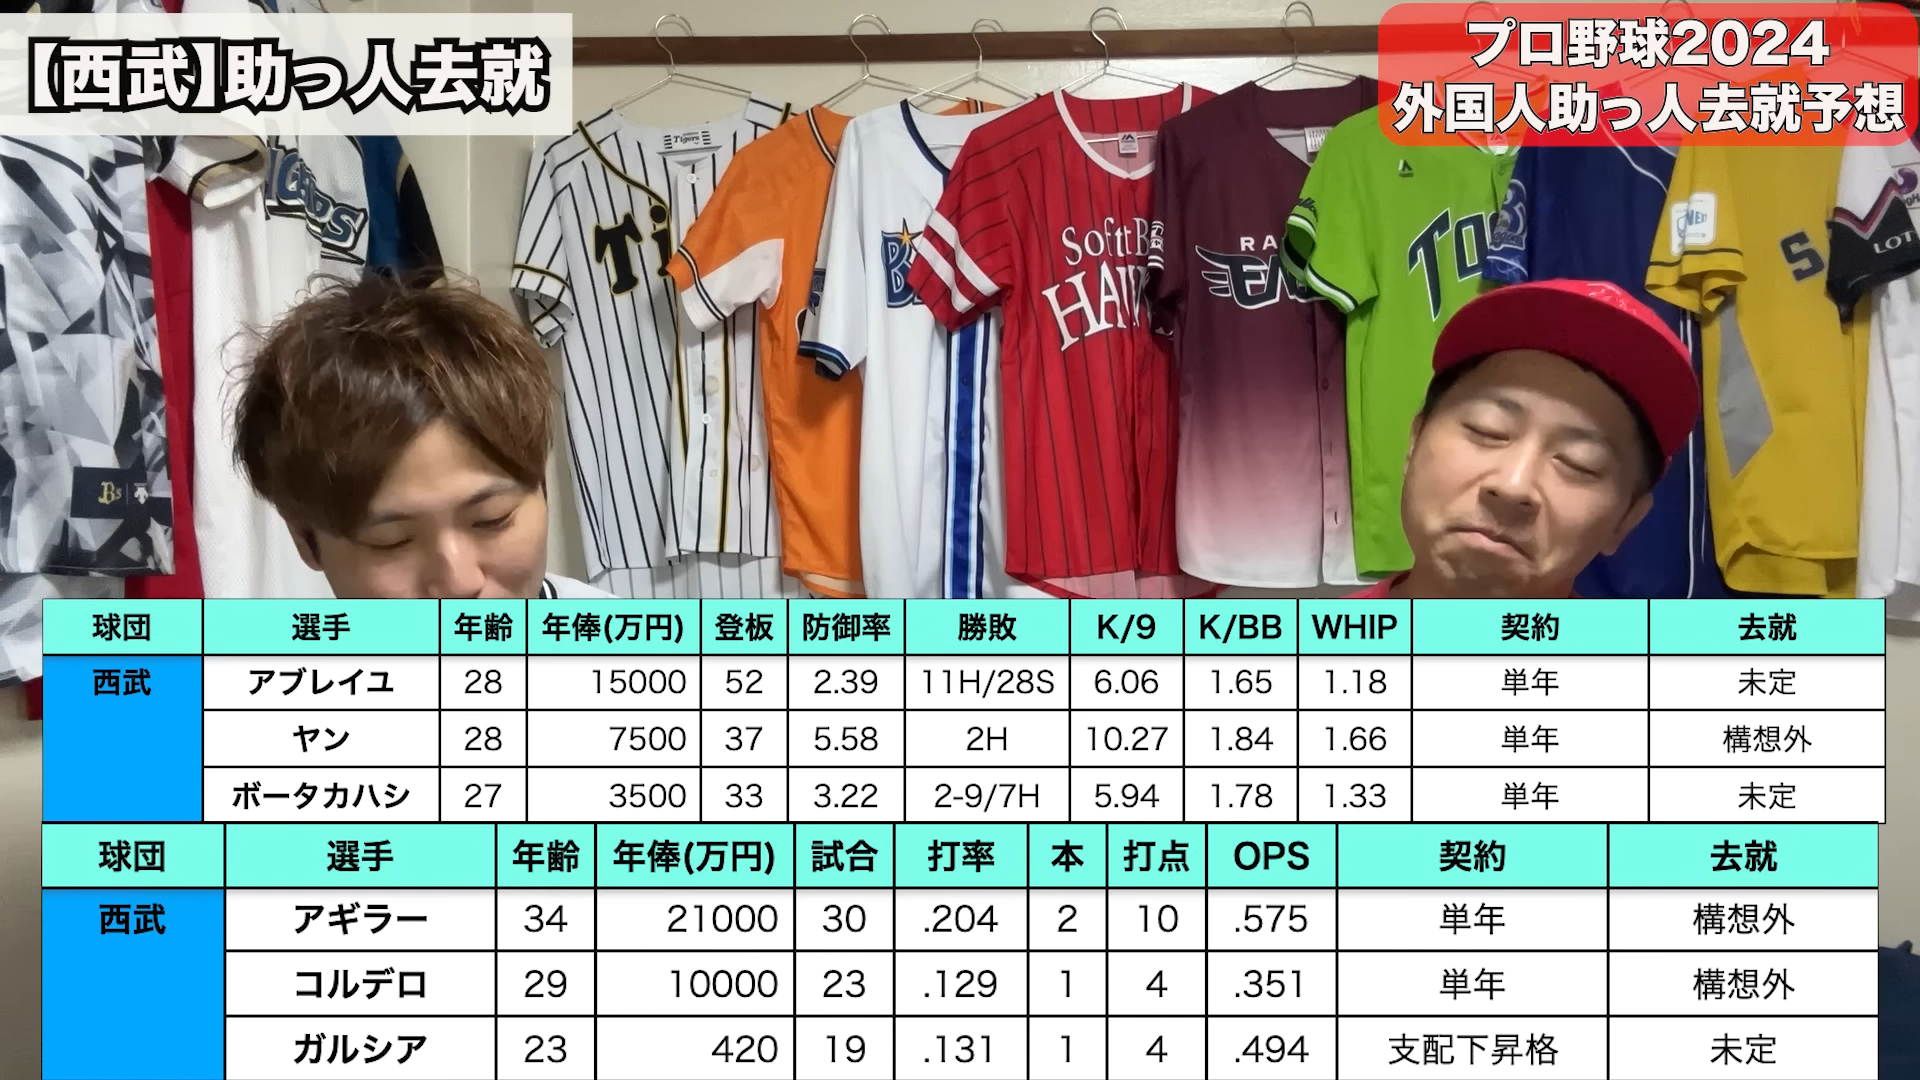 【西武】助っ人去就
プロ野球2024
外国人助っ人去就予想
Tigers
Ti
Soft B
HAW
RA
LOT
Bs
球団 選手 年齢 年俸(万円) 登板 防御率 勝敗 K/9 K/BB WHIP 契約 去就
西武 アブレイユ 28 15000 52 2.39 11H/28S 6.06 1.65 1.18 単年 未定
ヤン 28 7500 37 5.58 2H 10.27 1.84 1.66 単年 構想外
ボータカハシ 27 3500 33 3.22 2-9/7H 5.94 1.78 1.33 単年 未定
球団 選手 年齢 年俸(万円) 試合 打率 本 打点 OPS 契約 去就
西武 アギラー 34 21000 30 .204 2 10 .575 単年 構想外
コルデロ 29 10000 23 .129 1 4 .351 単年 構想外
ガルシア 23 420 19 .131 1 4 .494 支配下昇格 未定